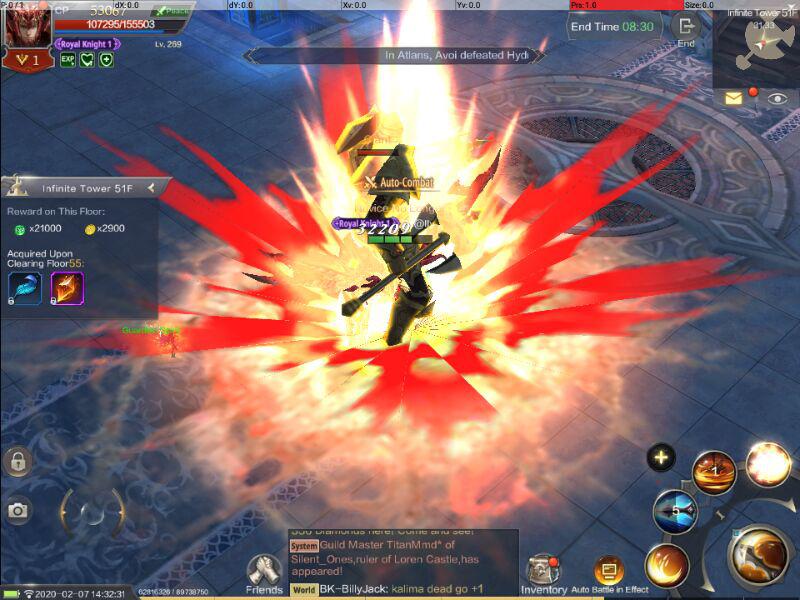 P: 0 / 1 dX: 0.0 dY: 0.0 Xv: 0.0 Yv: 0.0 Prs: 1.0 Size: 0.0
CP 53067
Peace
107295/155503
Royal Knight 1
Lv. 269
1
EXP
In Atlans, Avoi defeated Hyd
End Time 08:30
End
Infinite Tower 51F
Auto-Combat
Royal Knight 1
32209
Infinite Tower 51F
Reward on This Floor:
x21000 x2900
Acquired Upon
Clearing Floor55:
1
5
Diamonds here! Come and see!
System Guild Master TitanMmd* of
Silent_Ones,ruler of Loren Castle,has
appeared!
World BK-BillyJack: kalima dead go +1
Friends
Inventory
Auto Battle in Effect
2020-02-07 14:32:31
62816326 / 89738750